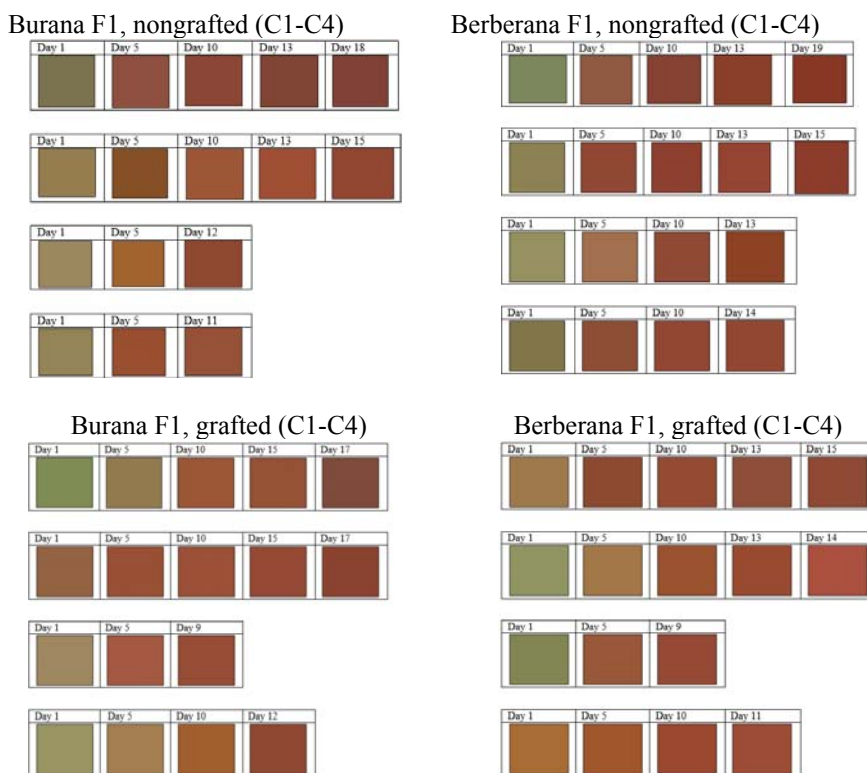 Burana F1, nongrafted (C1-C4)
Day 1 Day 5 Day 10 Day 13 Day 18
Day 1 Day 5 Day 10 Day 13 Day 15
Day 1 Day 5 Day 12
Day 1 Day 5 Day 11
Berberana F1, nongrafted (C1-C4)
Day 1 Day 5 Day 10 Day 13 Day 19
Day 1 Day 5 Day 10 Day 13 Day 15
Day 1 Day 5 Day 10 Day 13
Day 1 Day 5 Day 10 Day 14
Burana F1, grafted (C1-C4)
Day 1 Day 5 Day 10 Day 15 Day 17
Day 1 Day 5 Day 10 Day 15 Day 17
Day 1 Day 5 Day 9
Day 1 Day 5 Day 10 Day 12
Berberana F1, grafted (C1-C4)
Day 1 Day 5 Day 10 Day 13 Day 15
Day 1 Day 5 Day 10 Day 13 Day 14
Day 1 Day 5 Day 9
Day 1 Day 5 Day 10 Day 11